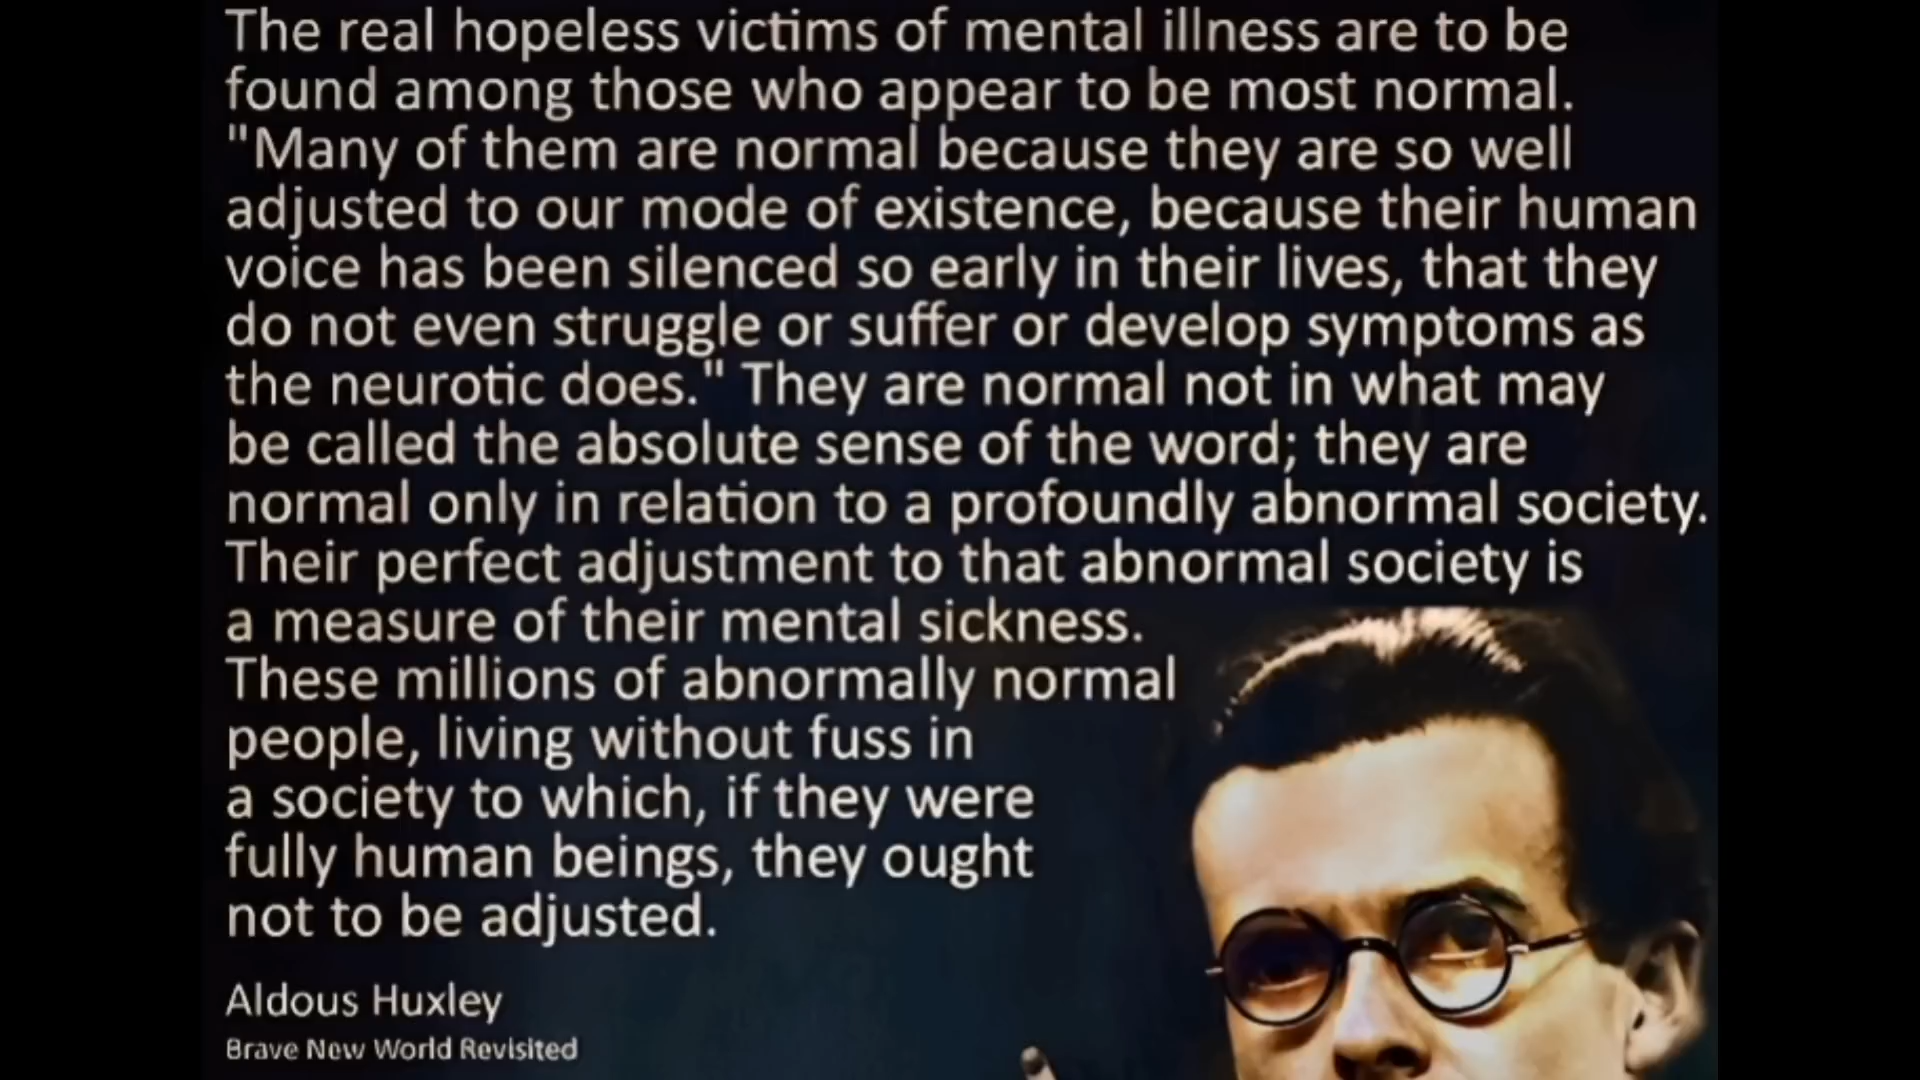 The real hopeless victims of mental illness are to be
found among those who appear to be most normal.
"Many of them are normal because they are so well
adjusted to our mode of existence, because their human
voice has been silenced so early in their lives, that they
do not even struggle or suffer or develop symptoms as
the neurotic does." They are normal not in what may
be called the absolute sense of the word; they are
normal only in relation to a profoundly abnormal society.
Their perfect adjustment to that abnormal society is
a measure of their mental sickness.
These millions of abnormally normal
people, living without fuss in
a society to which, if they were
fully human beings, they ought
not to be adjusted.
Aldous Huxley
Brave New World Revisited